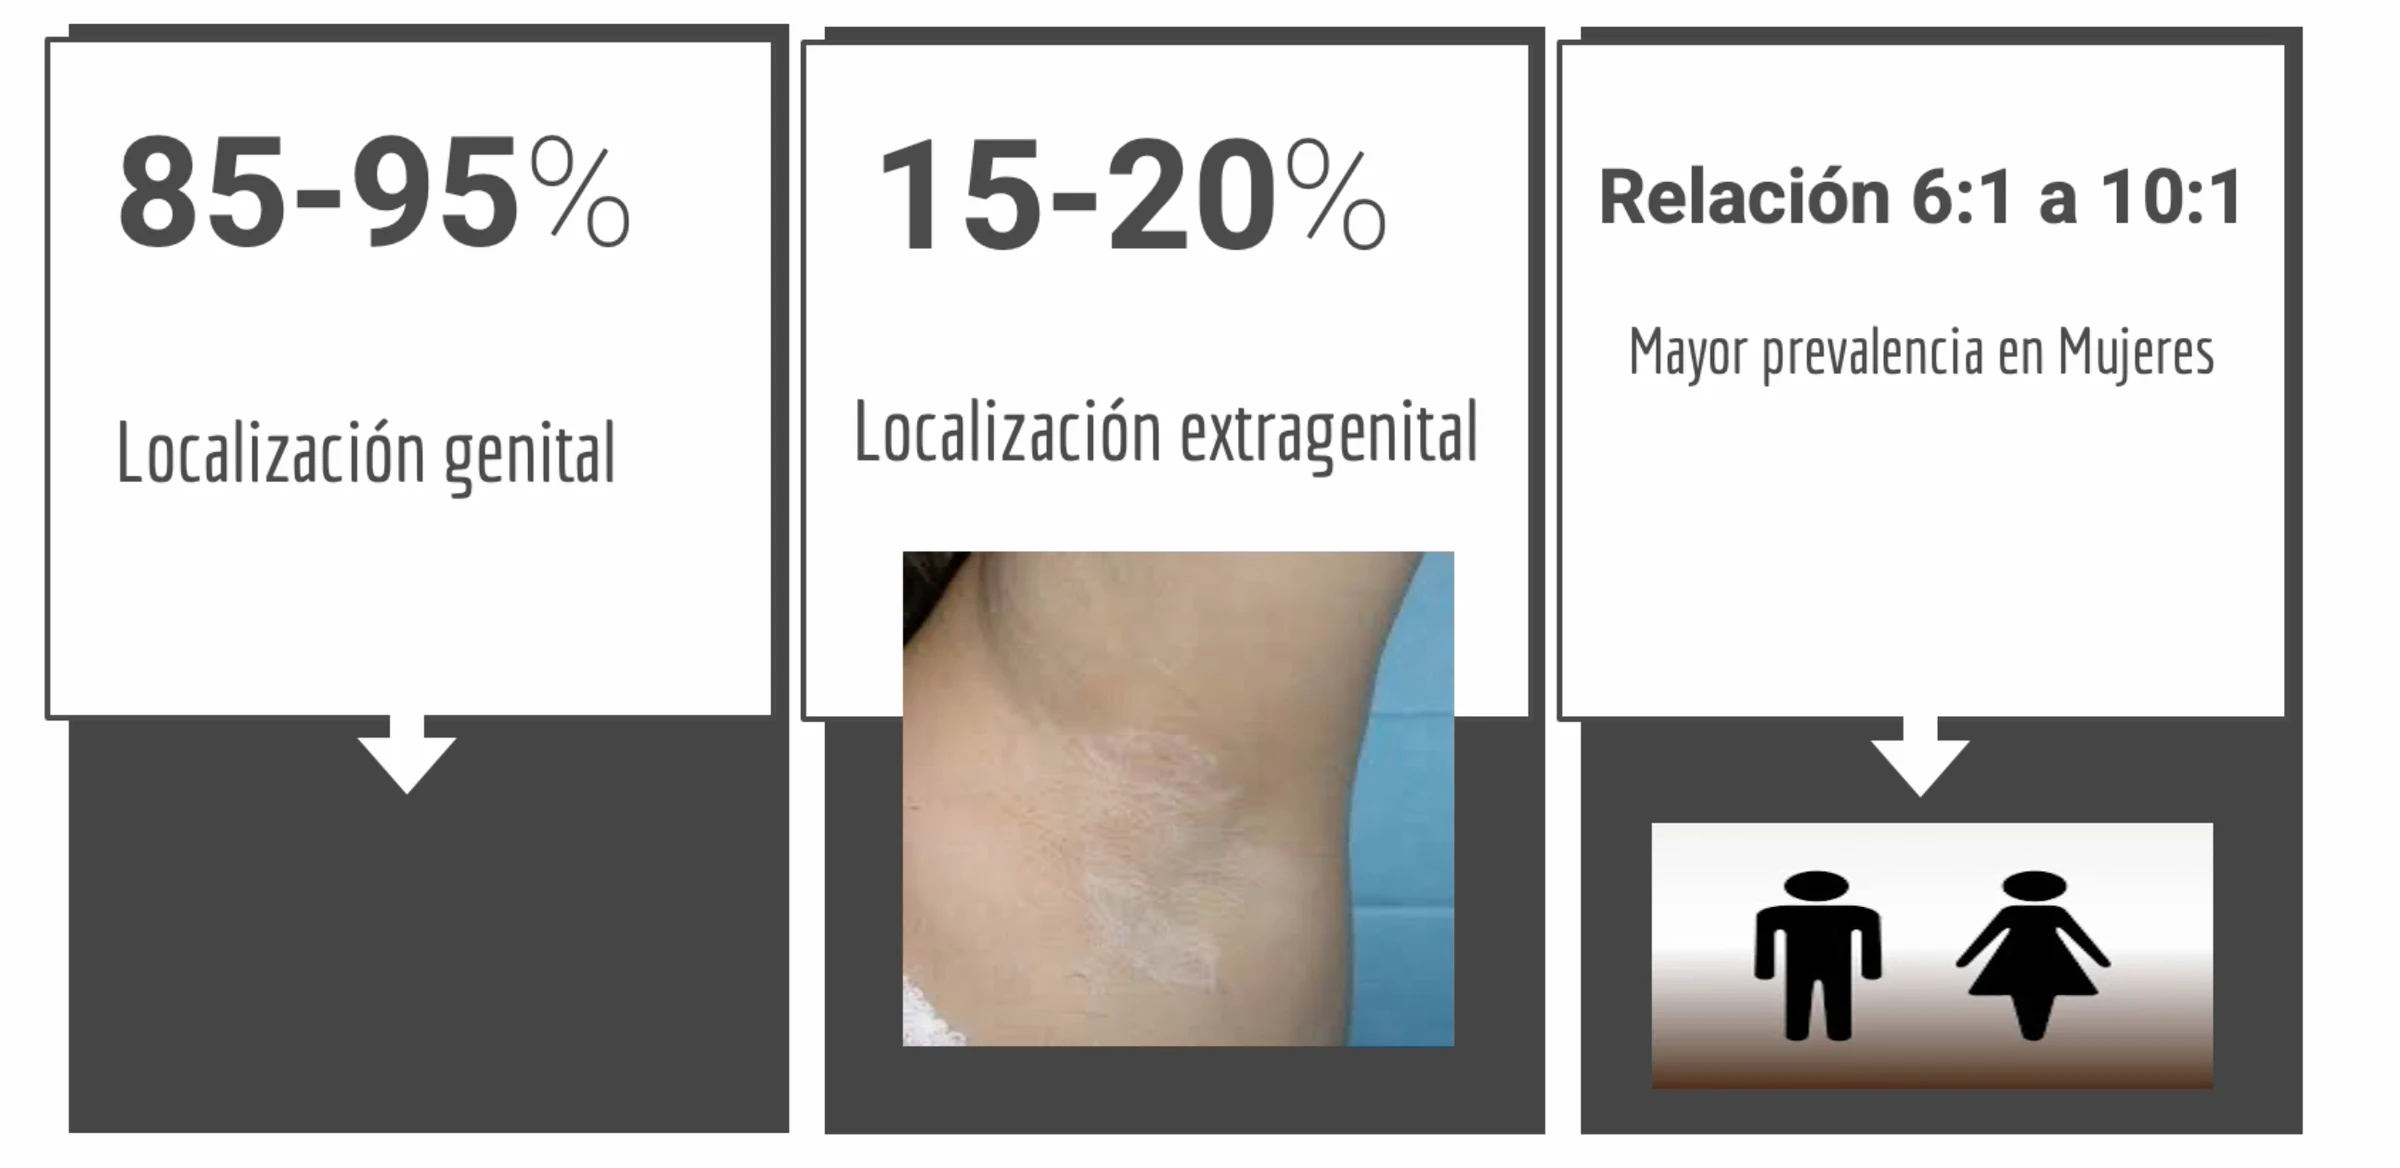 85-95%
Localización genital
15-20%
Localización extragenital
Relación 6:1 a 10:1
Mayor prevalencia en Mujeres